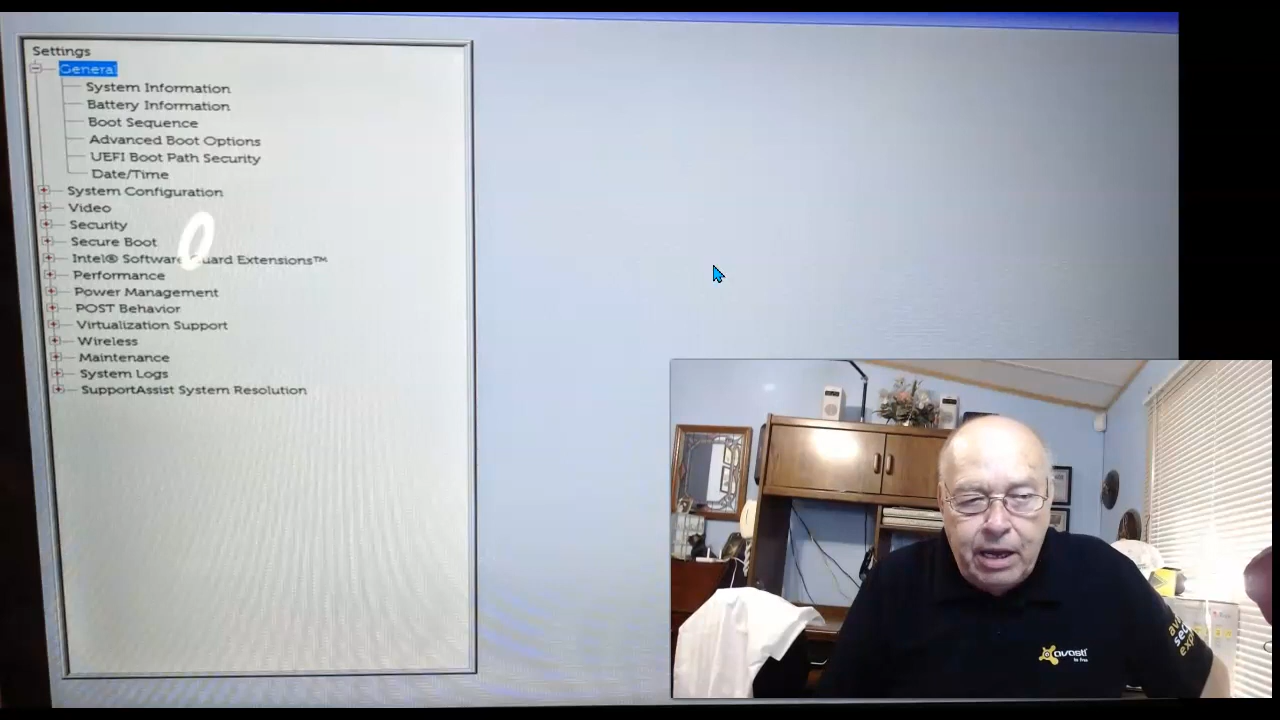 Settings
General
System Information
Battery Information
Boot Sequence
Advanced Boot Options
UEFI Boot Path Security
Date/Time
System Configuration
Video
Security
Secure Boot
Intel® Software Guard Extensions™
Performance
Power Management
POST Behavior
Virtualization Support
Wireless
Maintenance
System Logs
SupportAssist System Resolution
avast!